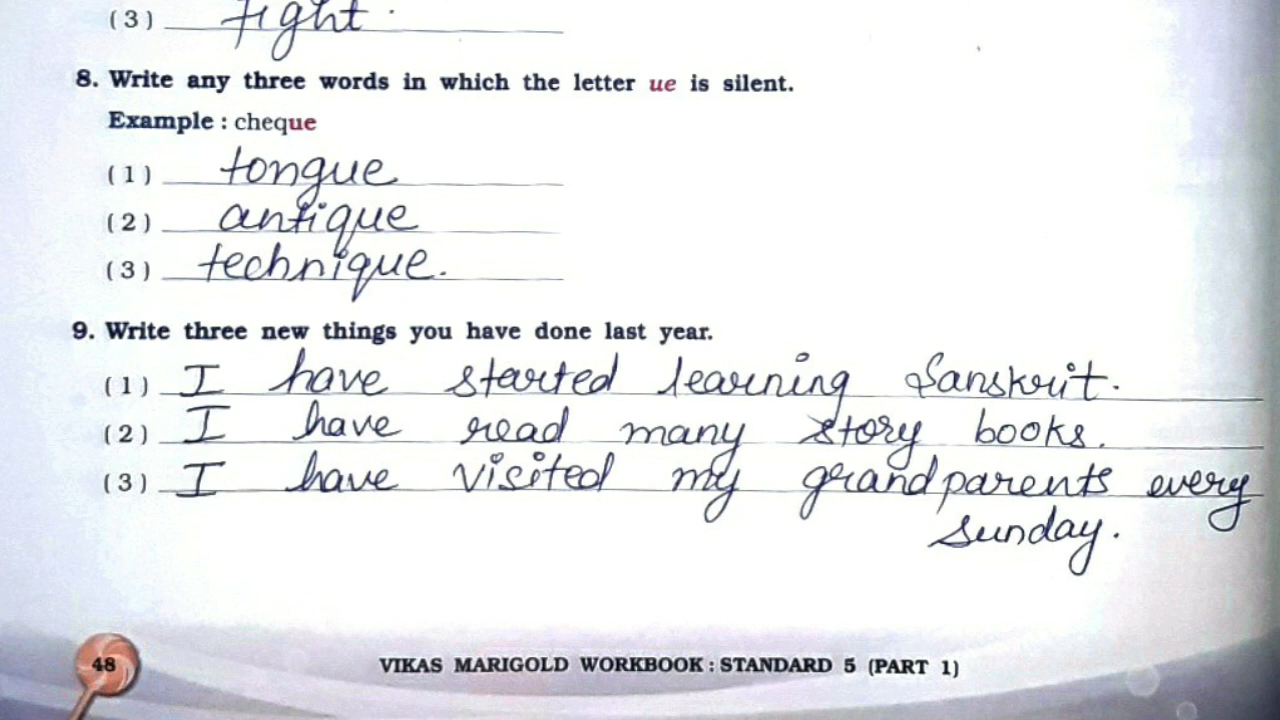 (3) fight.
8. Write any three words in which the letter ue is silent.
Example : cheque
(1) tongue
(2) antique
(3) technique.
9. Write three new things you have done last year.
(1) I have started learning Sanskrit.
(2) I have read many story books.
(3) I have visited my grandparents every
Sunday.
48 VIKAS MARIGOLD WORKBOOK : STANDARD 5 (PART 1)